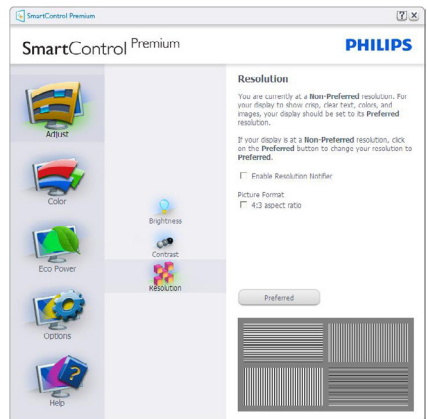 SmartControl Premium
SmartControl Premium
PHILIPS
Adjust
Color
Eco Power
Options
Help
Brightness
Contrast
Resolution
Resolution
You are currently at a Non-Preferred resolution. For
your display to show crisp, clear text, colors, and
images, your display should be set to its Preferred
resolution.
If your display is at a Non-Preferred resolution, click
on the Preferred button to change your resolution to
Preferred.
Enable Resolution Notifier
Picture Format
4:3 aspect ratio
Preferred